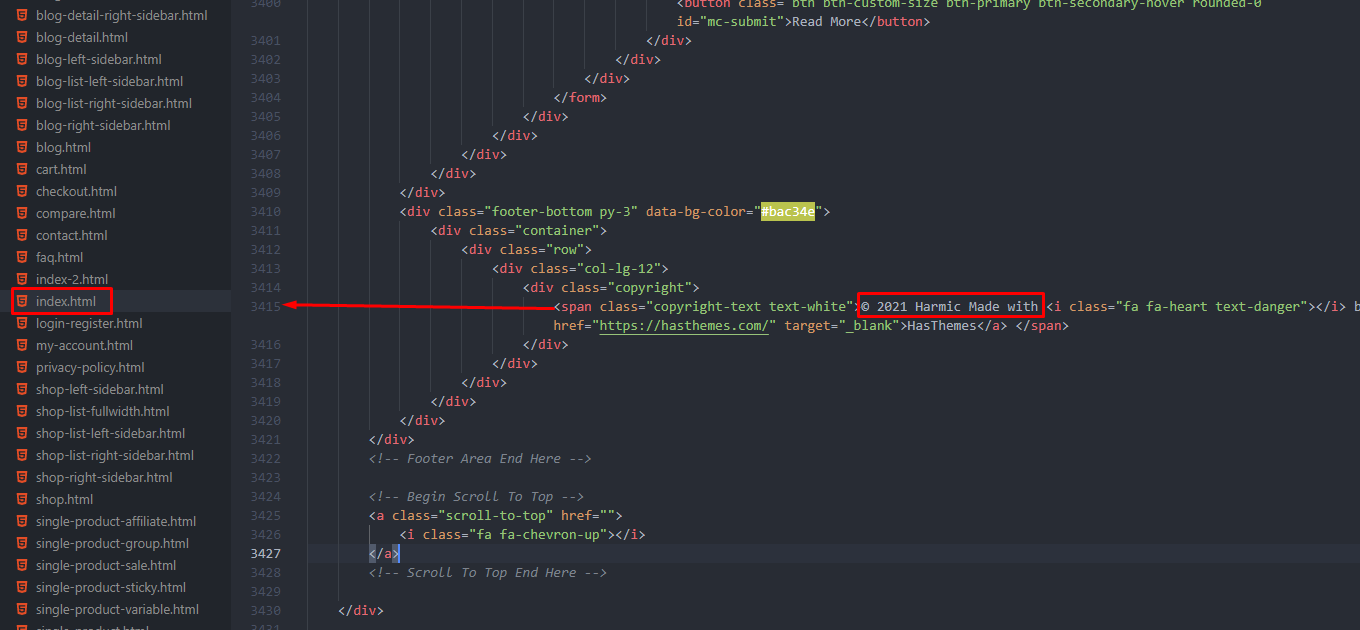 blog-detail-right-sidebar.html
blog-detail.html
blog-left-sidebar.html
blog-list-left-sidebar.html
blog-list-right-sidebar.html
blog-right-sidebar.html
blog.html
cart.html
checkout.html
compare.html
contact.html
faq.html
index-2.html
index.html
login-register.html
my-account.html
privacy-policy.html
shop-left-sidebar.html
shop-list-fullwidth.html
shop-list-left-sidebar.html
shop-list-right-sidebar.html
shop-right-sidebar.html
shop.html
single-product-affiliate.html
single-product-group.html
single-product-sale.html
single-product-sticky.html
single-product-variable.html
single-product.html
3400 <button class="btn btn-custom-size btn-primary btn-secondary-hover rounded-0
id="mc-submit">Read More</button>
3401 </div>
3402 </div>
3403 </div>
3404 </form>
3405 </div>
3406 </div>
3407 </div>
3408 </div>
3409 </div>
3410 <div class="footer-bottom py-3" data-bg-color="#bac34e">
3411 <div class="container">
3412 <div class="row">
3413 <div class="col-lg-12">
3414 <div class="copyright">
3415 <span class="copyright-text text-white">© 2021 Harmic Made with <i class="fa fa-heart text-danger"></i> b
href="https://hasthemes.com/" target="_blank">HasThemes</a> </span>
3416 </div>
3417 </div>
3418 </div>
3419 </div>
3420 </div>
3421 </div>
3422 <!-- Footer Area End Here -->
3423
3424 <!-- Begin Scroll To Top -->
3425 <a class="scroll-to-top" href="">
3426 <i class="fa fa-chevron-up"></i>
3427 </a>
3428 <!-- Scroll To Top End Here -->
3429
3430 </div>
3431